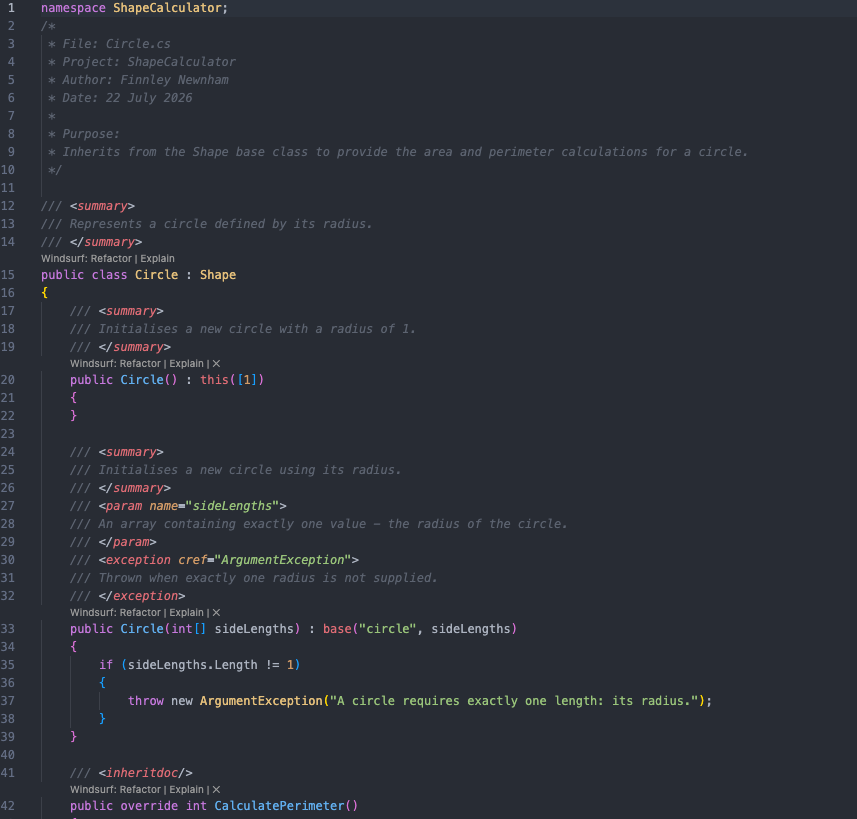 1 namespace ShapeCalculator;
2 /*
3  * File: Circle.cs
4  * Project: ShapeCalculator
5  * Author: Finnley Newnham
6  * Date: 22 July 2026
7  *
8  * Purpose:
9  * Inherits from the Shape base class to provide the area and perimeter calculations for a circle.
10  */
11
12 /// <summary>
13 /// Represents a circle defined by its radius.
14 /// </summary>
Windsurf: Refactor | Explain
15 public class Circle : Shape
16 {
17     /// <summary>
18     /// Initialises a new circle with a radius of 1.
19     /// </summary>
Windsurf: Refactor | Explain | ✕
20     public Circle() : this([1])
21     {
22     }
23
24     /// <summary>
25     /// Initialises a new circle using its radius.
26     /// </summary>
27     /// <param name="sideLengths">
28     /// An array containing exactly one value – the radius of the circle.
29     /// </param>
30     /// <exception cref="ArgumentException">
31     /// Thrown when exactly one radius is not supplied.
32     /// </exception>
Windsurf: Refactor | Explain | ✕
33     public Circle(int[] sideLengths) : base("circle", sideLengths)
34     {
35         if (sideLengths.Length != 1)
36         {
37             throw new ArgumentException("A circle requires exactly one length: its radius.");
38         }
39     }
40
41     /// <inheritdoc/>
Windsurf: Refactor | Explain | ✕
42     public override int CalculatePerimeter()